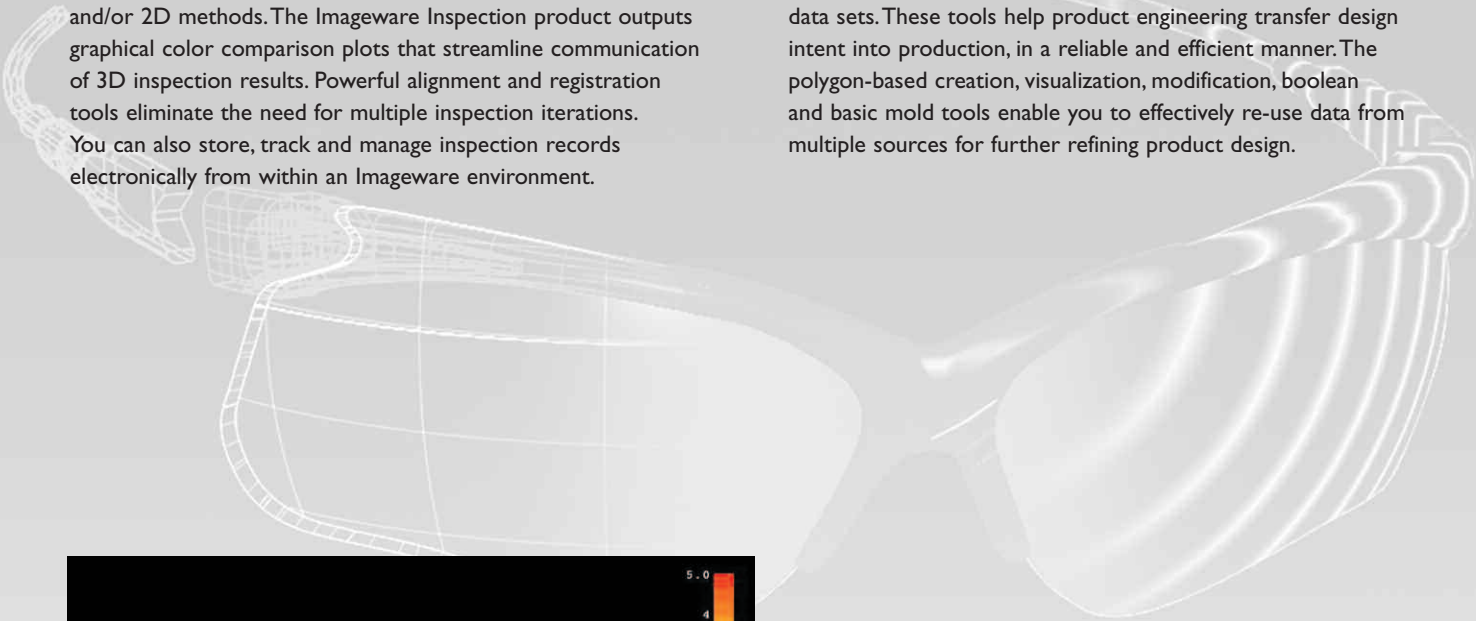 and/or 2D methods. The Imageware Inspection product outputs
graphical color comparison plots that streamline communication
of 3D inspection results. Powerful alignment and registration
tools eliminate the need for multiple inspection iterations.
You can also store, track and manage inspection records
electronically from within an Imageware environment.
data sets. These tools help product engineering transfer design
intent into production, in a reliable and efficient manner. The
polygon-based creation, visualization, modification, boolean
and basic mold tools enable you to effectively re-use data from
multiple sources for further refining product design.
5.0
4